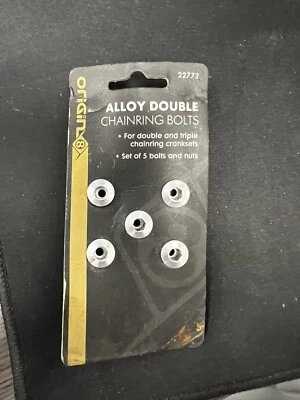 22772
ORIGIN8
ALLOY DOUBLE
CHAINRING BOLTS
• For double and triple
chainring cranksets
• Set of 5 bolts and nuts